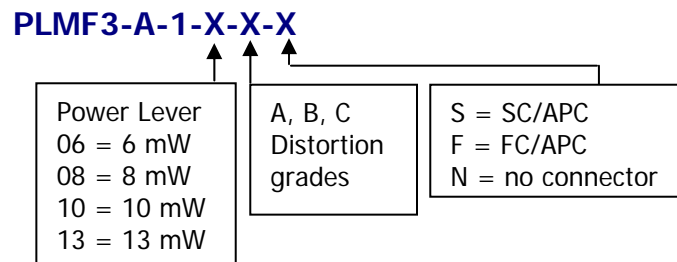 PLMF3-A-1-X-X-X
Power Lever
06 = 6 mW
08 = 8 mW
10 = 10 mW
13 = 13 mW
A, B, C
Distortion
grades
S = SC/APC
F = FC/APC
N = no connector